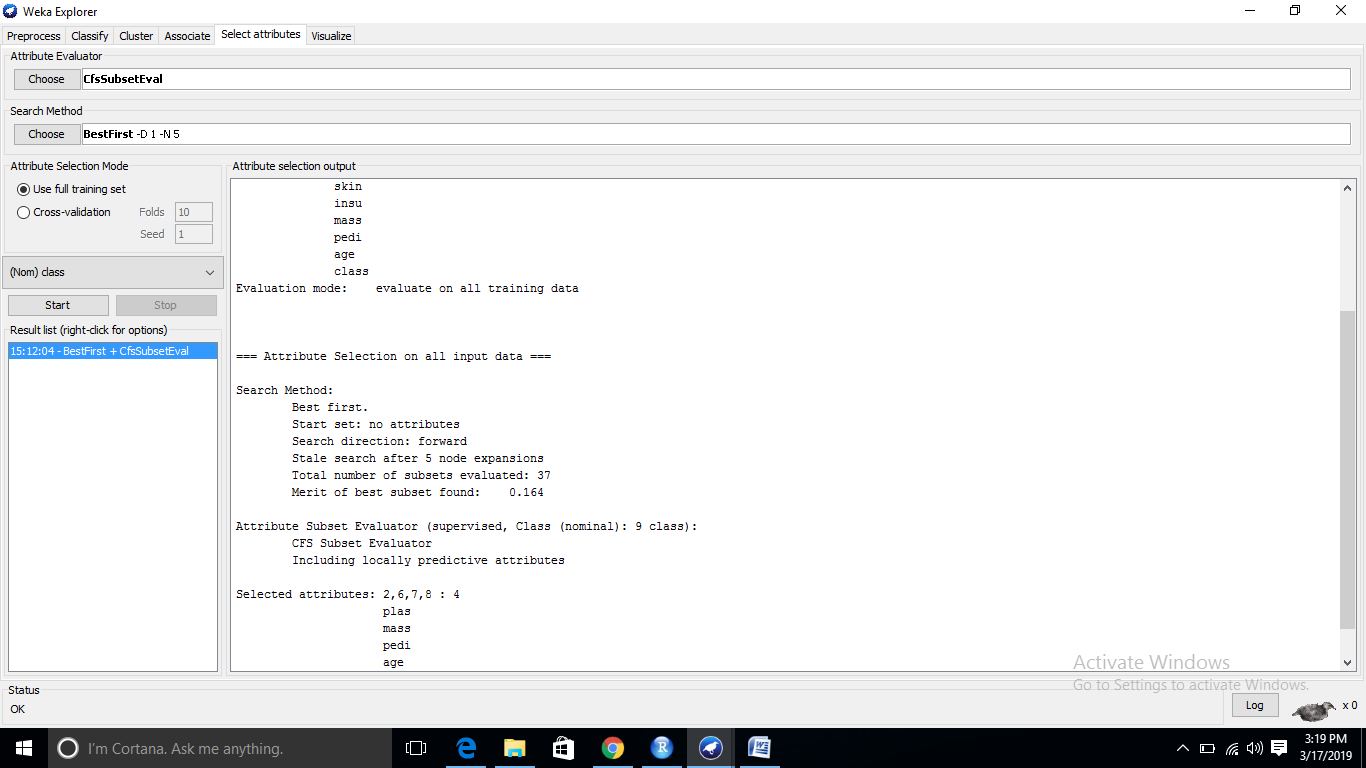 Weka Explorer
Preprocess Classify Cluster Associate Select attributes Visualize
Attribute Evaluator
Choose CfsSubsetEval
Search Method
Choose BestFirst -D 1 -N 5
Attribute Selection Mode
Use full training set
Cross-validation Folds 10
Seed 1
(Nom) class
Start Stop
Result list (right-click for options)
15:12:04 - BestFirst + CfsSubsetEval
Attribute selection output
skin
insu
mass
pedi
age
class
Evaluation mode: evaluate on all training data
=== Attribute Selection on all input data ===
Search Method:
Best first.
Start set: no attributes
Search direction: forward
Stale search after 5 node expansions
Total number of subsets evaluated: 37
Merit of best subset found: 0.164
Attribute Subset Evaluator (supervised, Class (nominal): 9 class):
CFS Subset Evaluator
Including locally predictive attributes
Selected attributes: 2,6,7,8 : 4
plas
mass
pedi
age
Activate Windows
Go to Settings to activate Windows.
Status
OK
Log x 0
I'm Cortana. Ask me anything.
3:19 PM
3/17/2019